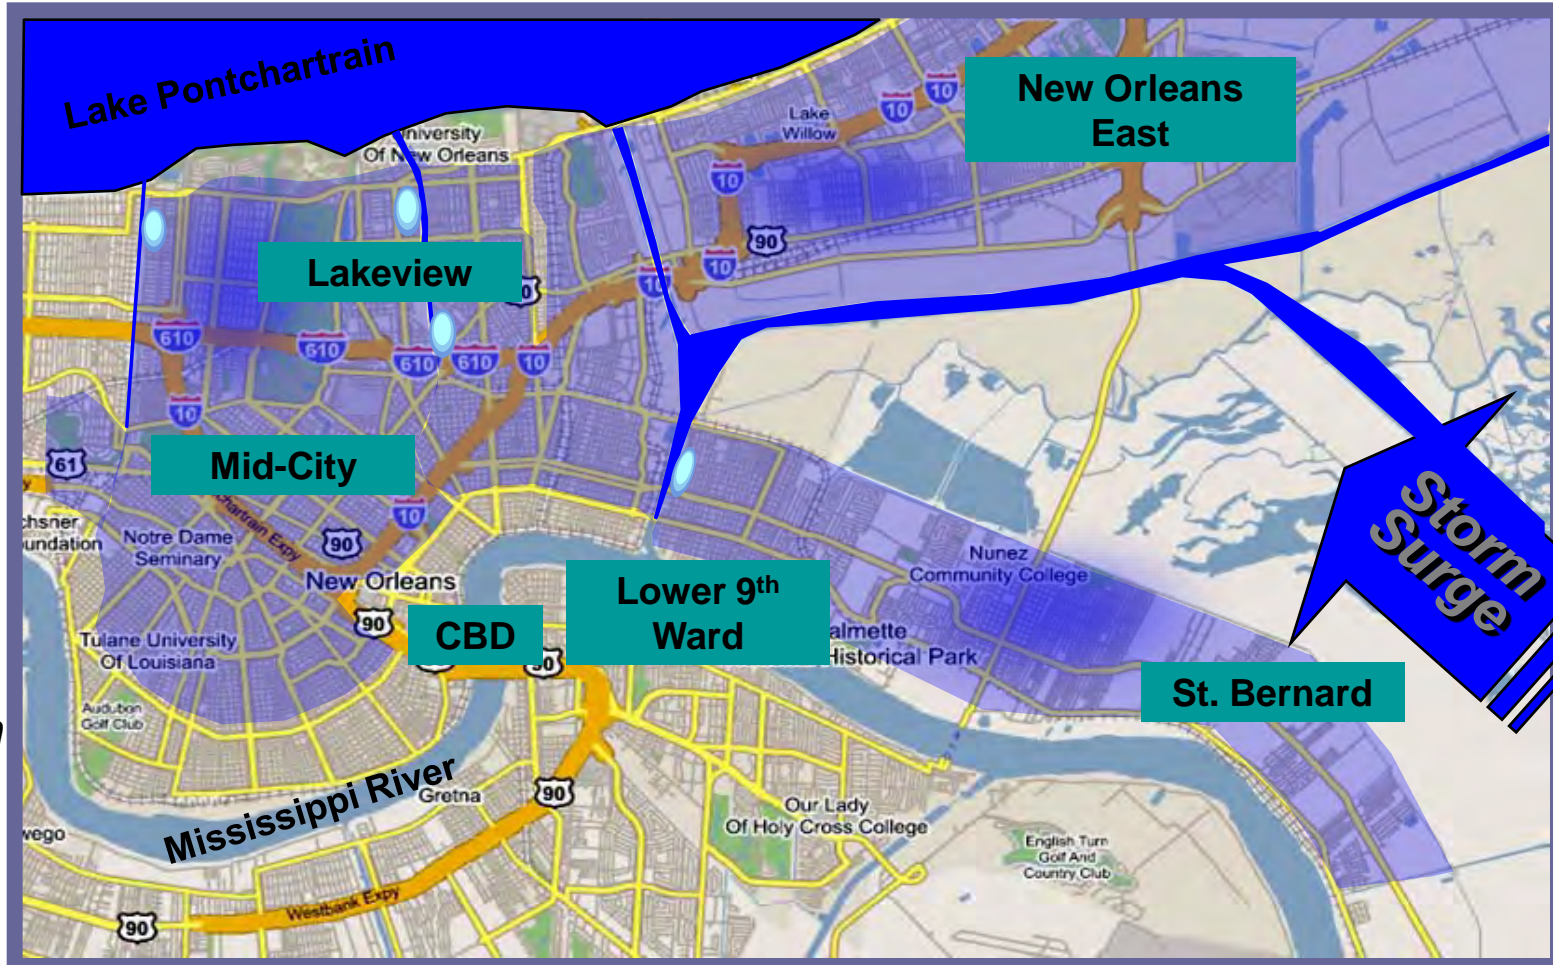 Lake Pontchartrain
University
Of New Orleans
Lake
Willow
10
10
New Orleans
East
10
90
10
10
Lakeview
610
610
610
610
10
10
61
Mid-City
10
Notre Dame
Seminary
90
New Orleans
90
CBD
90
Lower 9th
Ward
Nunez
Community College
Historical Park
Storm
Surge
St. Bernard
Tulane University
Of Louisiana
Audubon
Golf Club
Mississippi River
Gretna
90
Our Lady
Of Holy Cross College
English Turn
Golf And
Country Club
Westbank Expy
90